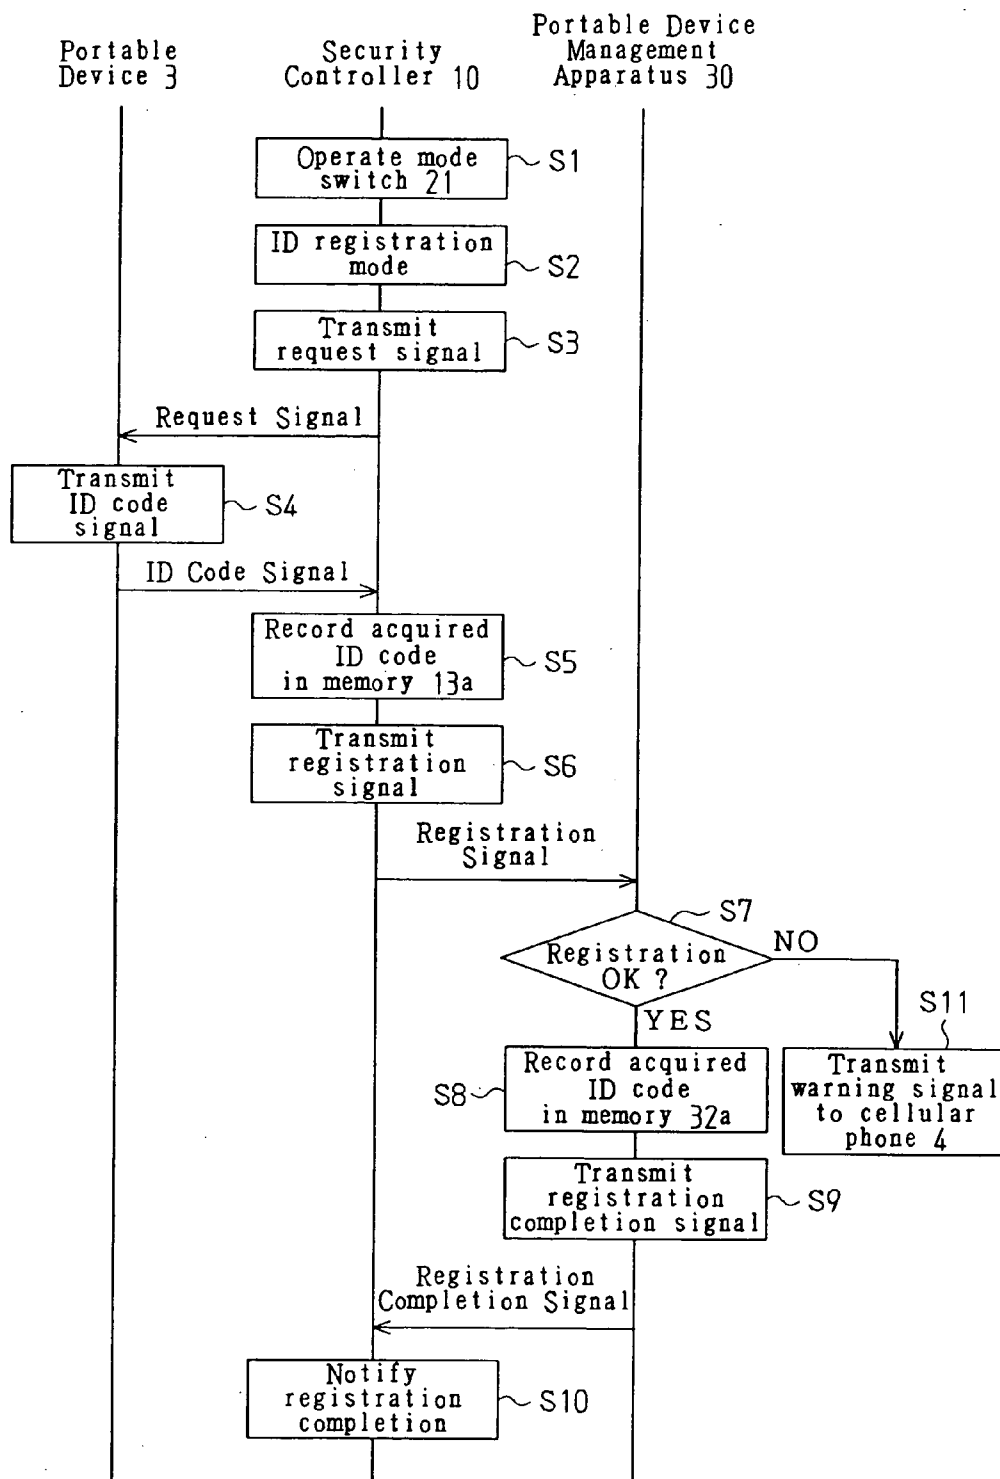 Portable
Device 3
Security
Controller 10
Portable Device
Management
Apparatus 30
Operate mode
switch 21
S1
ID registration
mode
S2
Transmit
request signal
S3
Request Signal
Transmit
ID code
signal
S4
ID Code Signal
Record acquired
ID code
in memory 13a
S5
Transmit
registration
signal
S6
Registration
Signal
S7
Registration
OK ?
NO
YES
S11
Transmit
warning signal
to cellular
phone 4
Record acquired
ID code
in memory 32a
S8
Transmit
registration
completion signal
S9
Registration
Completion Signal
Notify
registration
completion
S10